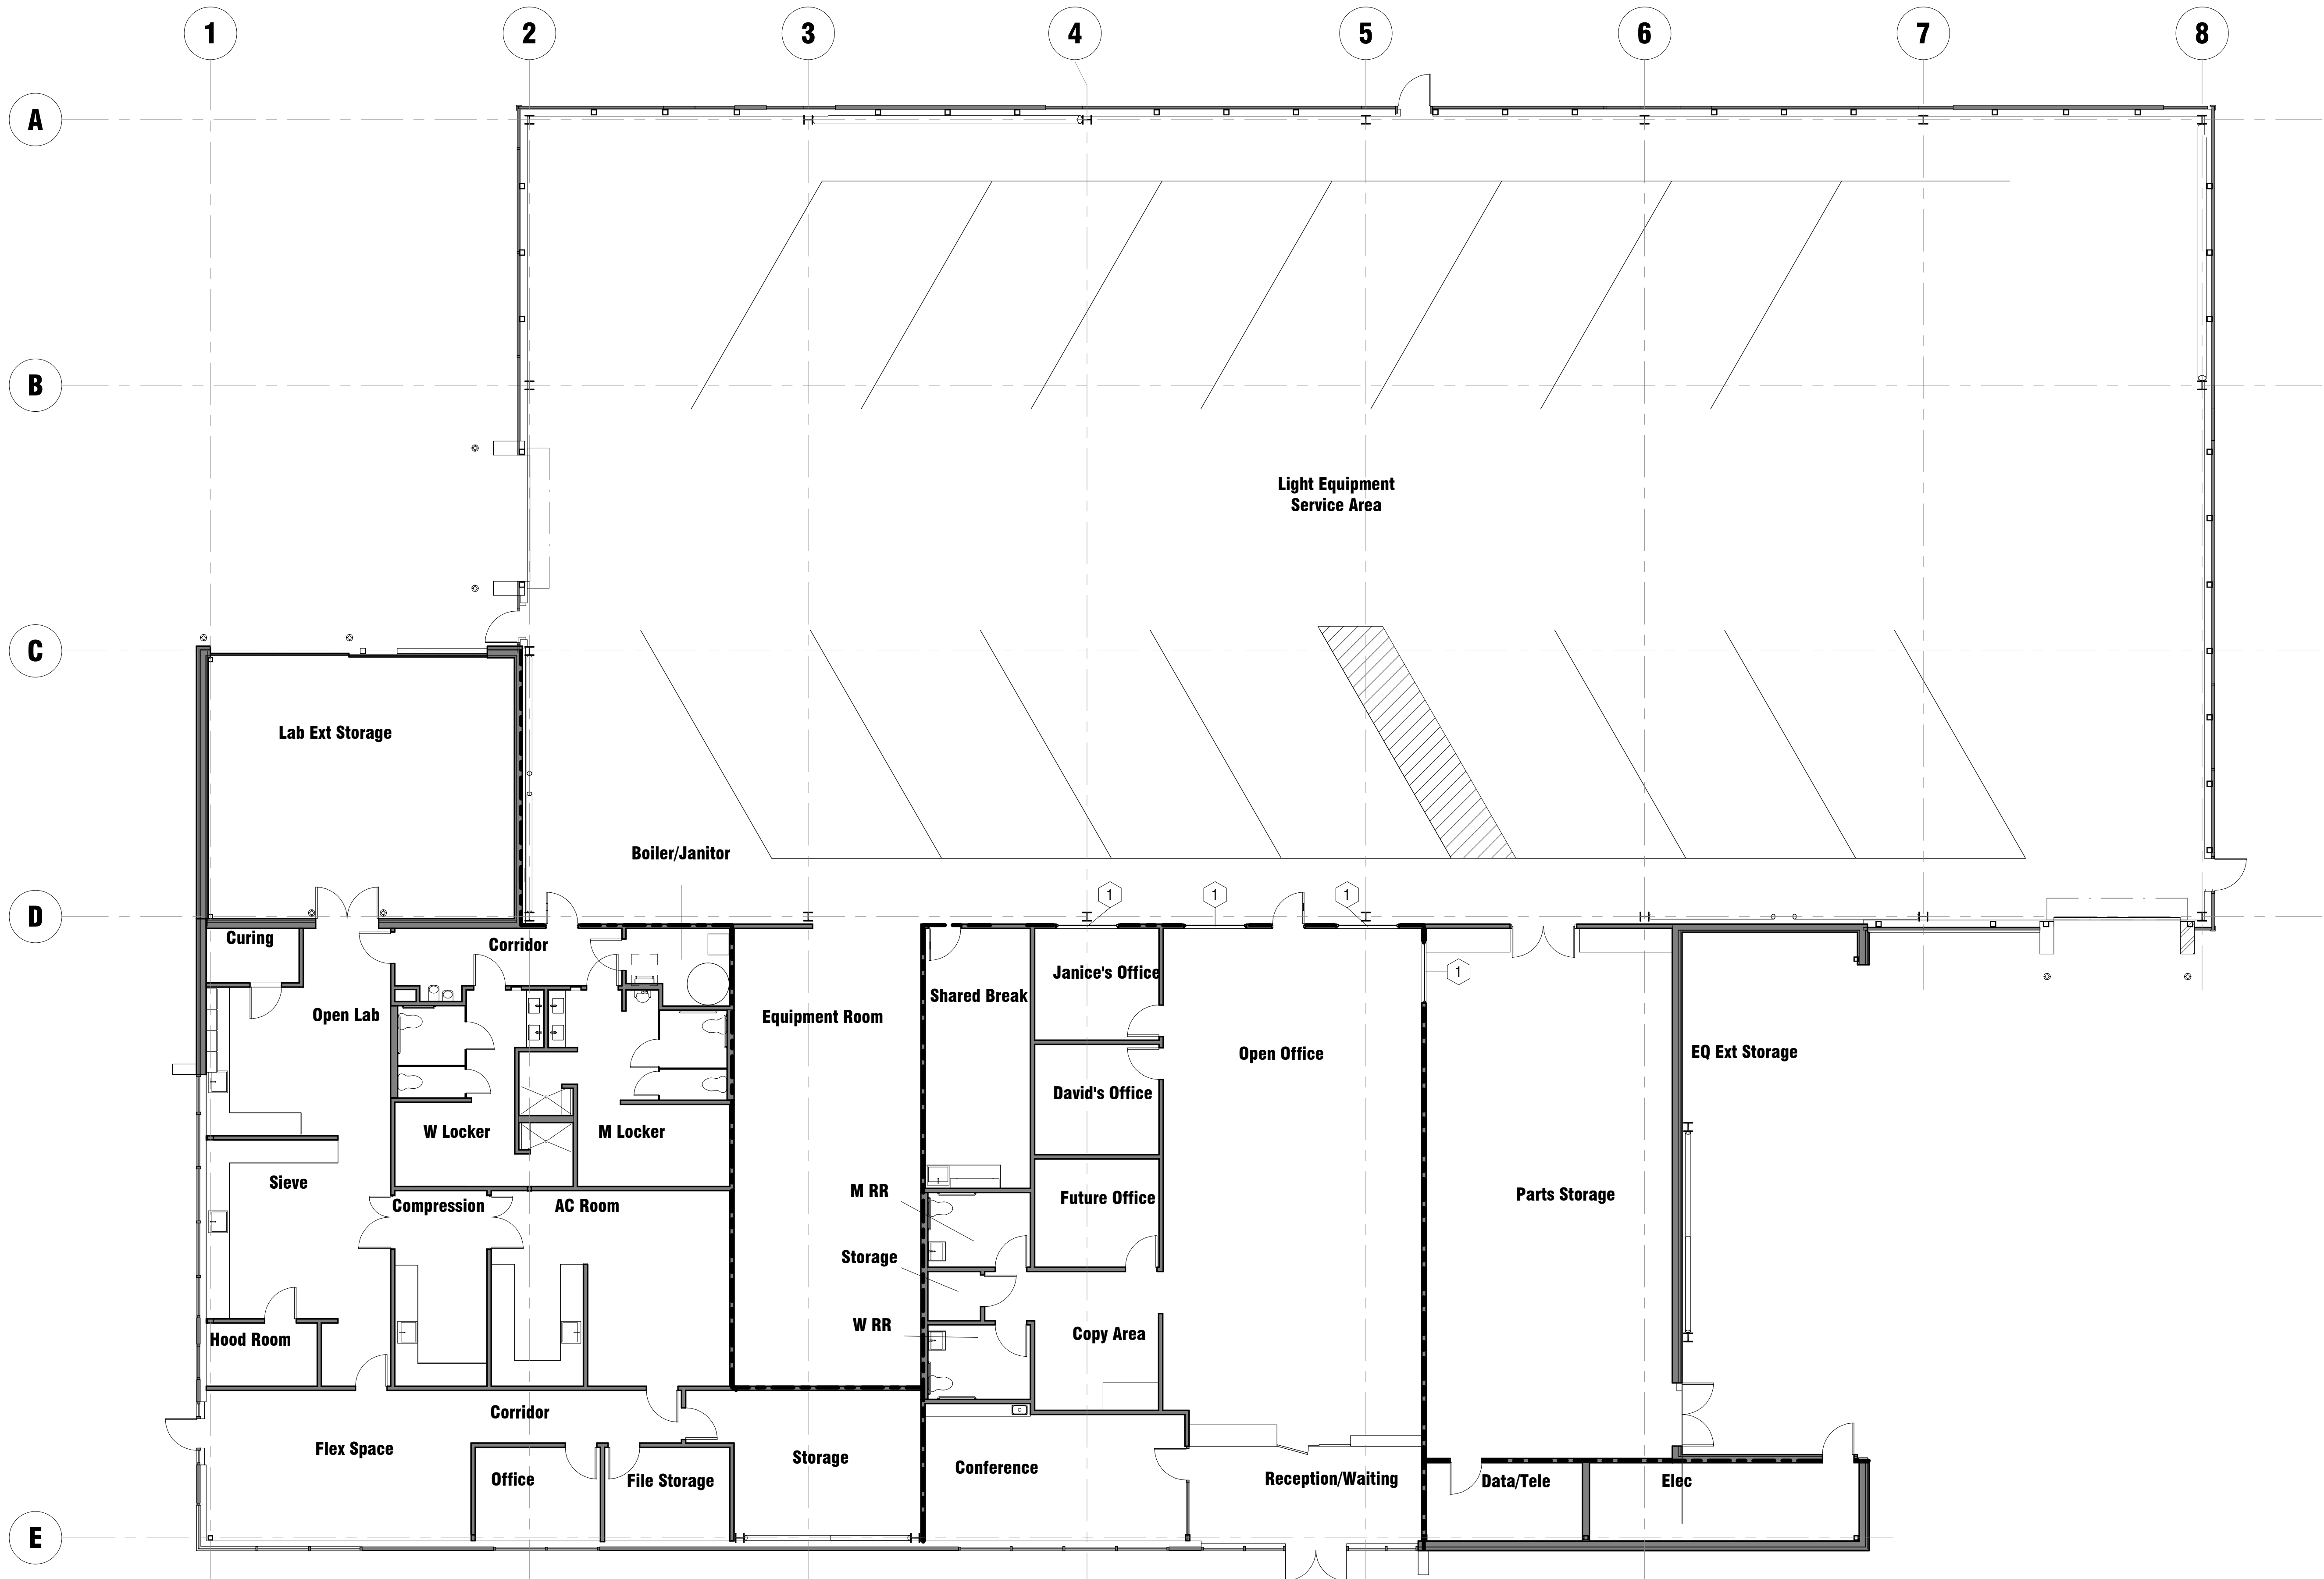 1
2
3
4
5
6
7
8
A
B
Light Equipment
Service Area
C
Lab Ext Storage
Boiler/Janitor
1
1
1
D
Curing
Corridor
Janice's Office
1
Shared Break
Open Lab
Equipment Room
Open Office
EQ Ext Storage
David's Office
W Locker
M Locker
Sieve
M RR
Parts Storage
Future Office
Compression
AC Room
Storage
W RR
Copy Area
Hood Room
Corridor
Flex Space
Storage
Conference
Office
File Storage
Reception/Waiting
Data/Tele
Elec
E